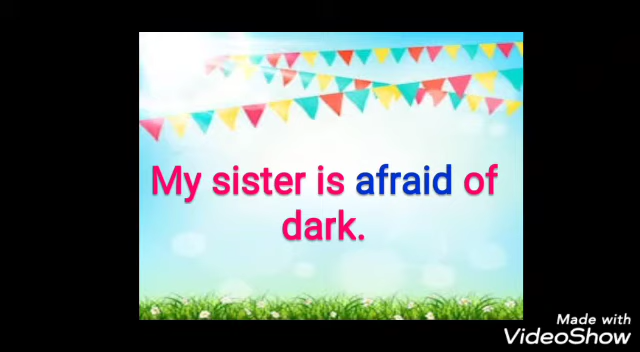 My sister is afraid of
dark.
Made with
VideoShow